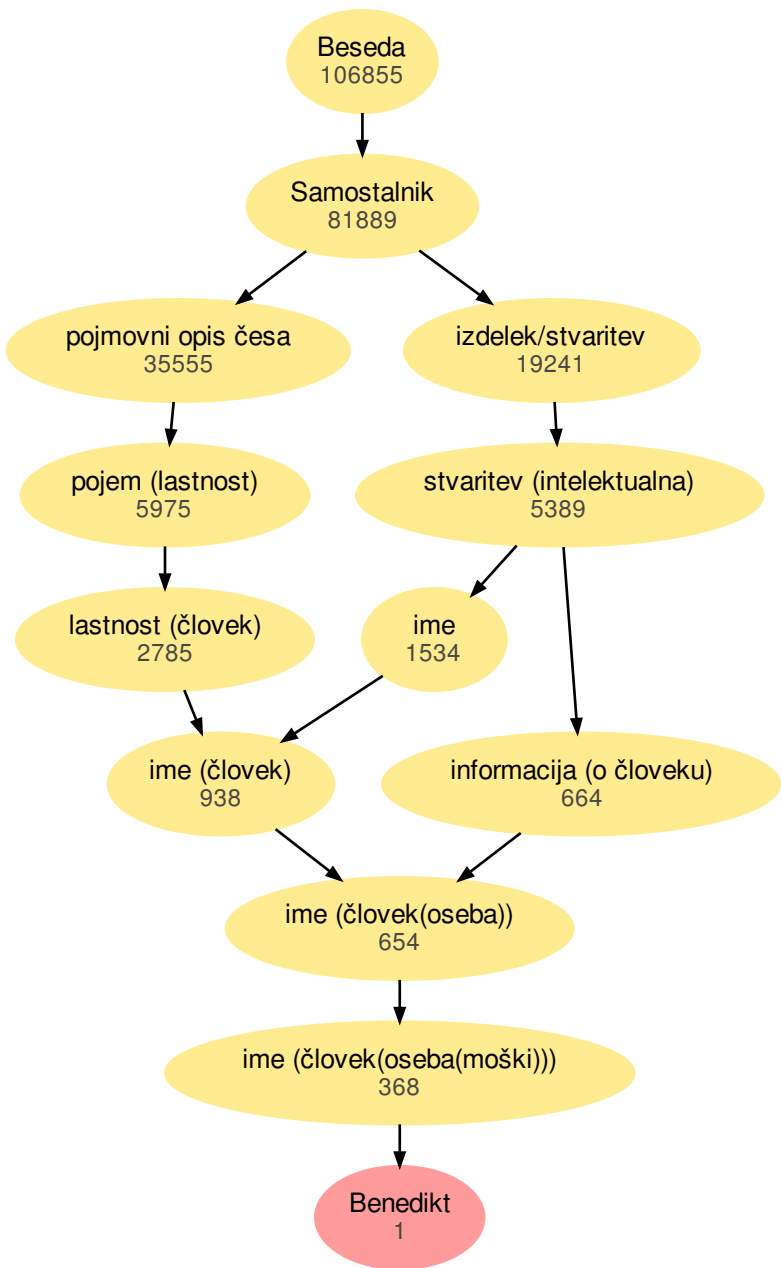 Beseda
106855
Samostalnik
81889
pojmovni opis česa
35555
izdelek/stvaritev
19241
pojem (lastnost)
5975
stvaritev (intelektualna)
5389
lastnost (človek)
2785
ime
1534
ime (človek)
938
informacija (o človeku)
664
ime (človek(oseba))
654
ime (človek(oseba(moški)))
368
Benedikt
1